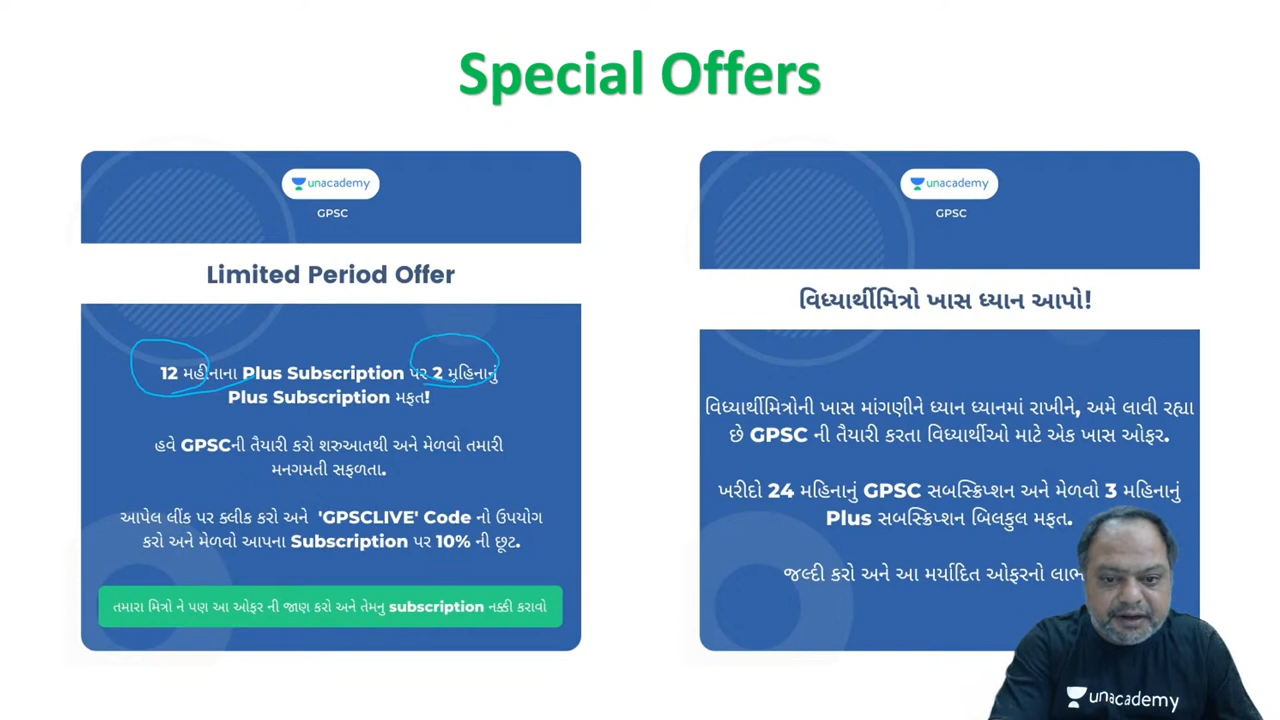 Special Offers
unacademy
GPSC
Limited Period Offer
12 મહીનાના Plus Subscription પર 2 મહિનાનું
Plus Subscription મફત!
હવે GPSCની તૈયારી કરો શરુઆતથી અને મેળવો તમારી
મનગમતી સફળતા.
આપેલ લીંક પર ક્લીક કરો અને 'GPSCLIVE' Code નો ઉપયોગ
કરો અને મેળવો આપના Subscription પર 10% ની છૂટ.
તમારા મિત્રો ને પણ આ ઓફર ની જાણ કરો અને તેમનુ subscription નક્કી કરાવો
unacademy
GPSC
વિધ્યાર્થીમિત્રો ખાસ ધ્યાન આપો!
વિધ્યાર્થીમિત્રોની ખાસ માંગણીને ધ્યાન ધ્યાનમાં રાખીને, અમે લાવી રહ્યા
છે GPSC ની તૈયારી કરતા વિધ્યાર્થીઓ માટે એક ખાસ ઓફર.
ખરીદો 24 મહિનાનું GPSC સબસ્ક્રિપ્શન અને મેળવો 3 મહિનાનું
Plus સબસ્ક્રિપ્શન બિલકુલ મફત.
જલ્દી કરો અને આ મર્યાદિત ઓફરનો લાભ
unacademy